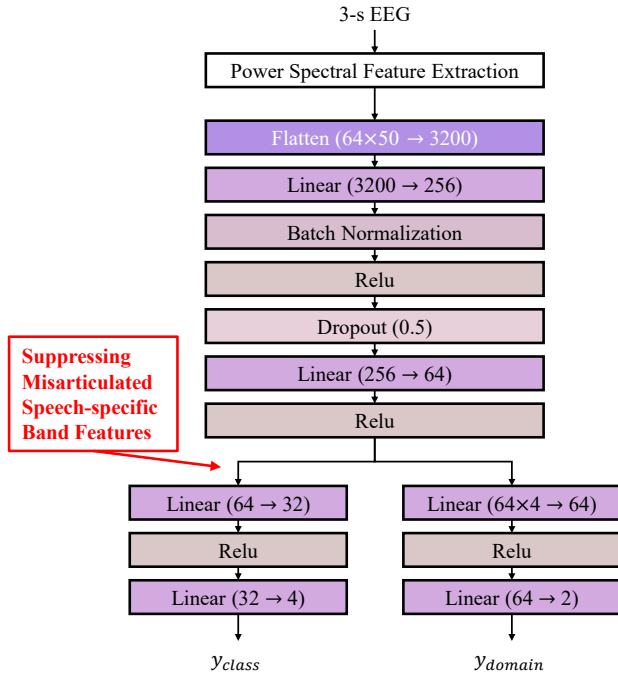 3-s EEG
Power Spectral Feature Extraction
Flatten (64×50 → 3200)
Linear (3200 → 256)
Batch Normalization
Relu
Dropout (0.5)
Linear (256 → 64)
Relu
Suppressing
Misarticulated
Speech-specific
Band Features
Linear (64 → 32)
Relu
Linear (32 → 4)
y_class
Linear (64×4 → 64)
Relu
Linear (64 → 2)
y_domain